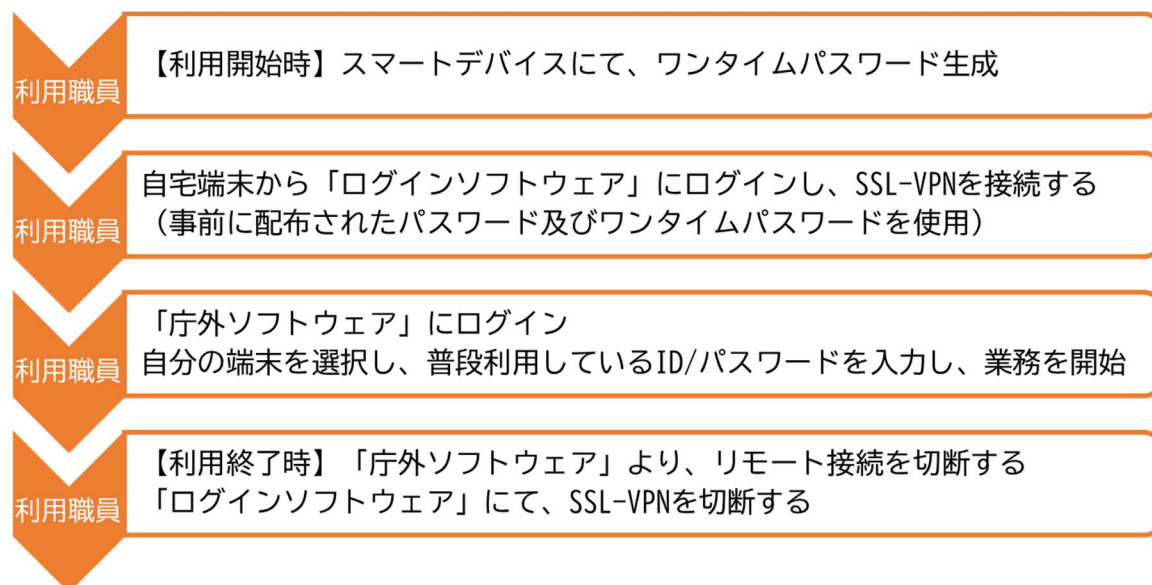 利用職員
【利用開始時】スマートデバイスにて、ワンタイムパスワード生成
利用職員
自宅端末から「ログインソフトウェア」にログインし、SSL-VPNを接続する
（事前に配布されたパスワード及びワンタイムパスワードを使用）
利用職員
「庁外ソフトウェア」にログイン
自分の端末を選択し、普段利用しているID/パスワードを入力し、業務を開始
利用職員
【利用終了時】「庁外ソフトウェア」より、リモート接続を切断する
「ログインソフトウェア」にて、SSL-VPNを切断する